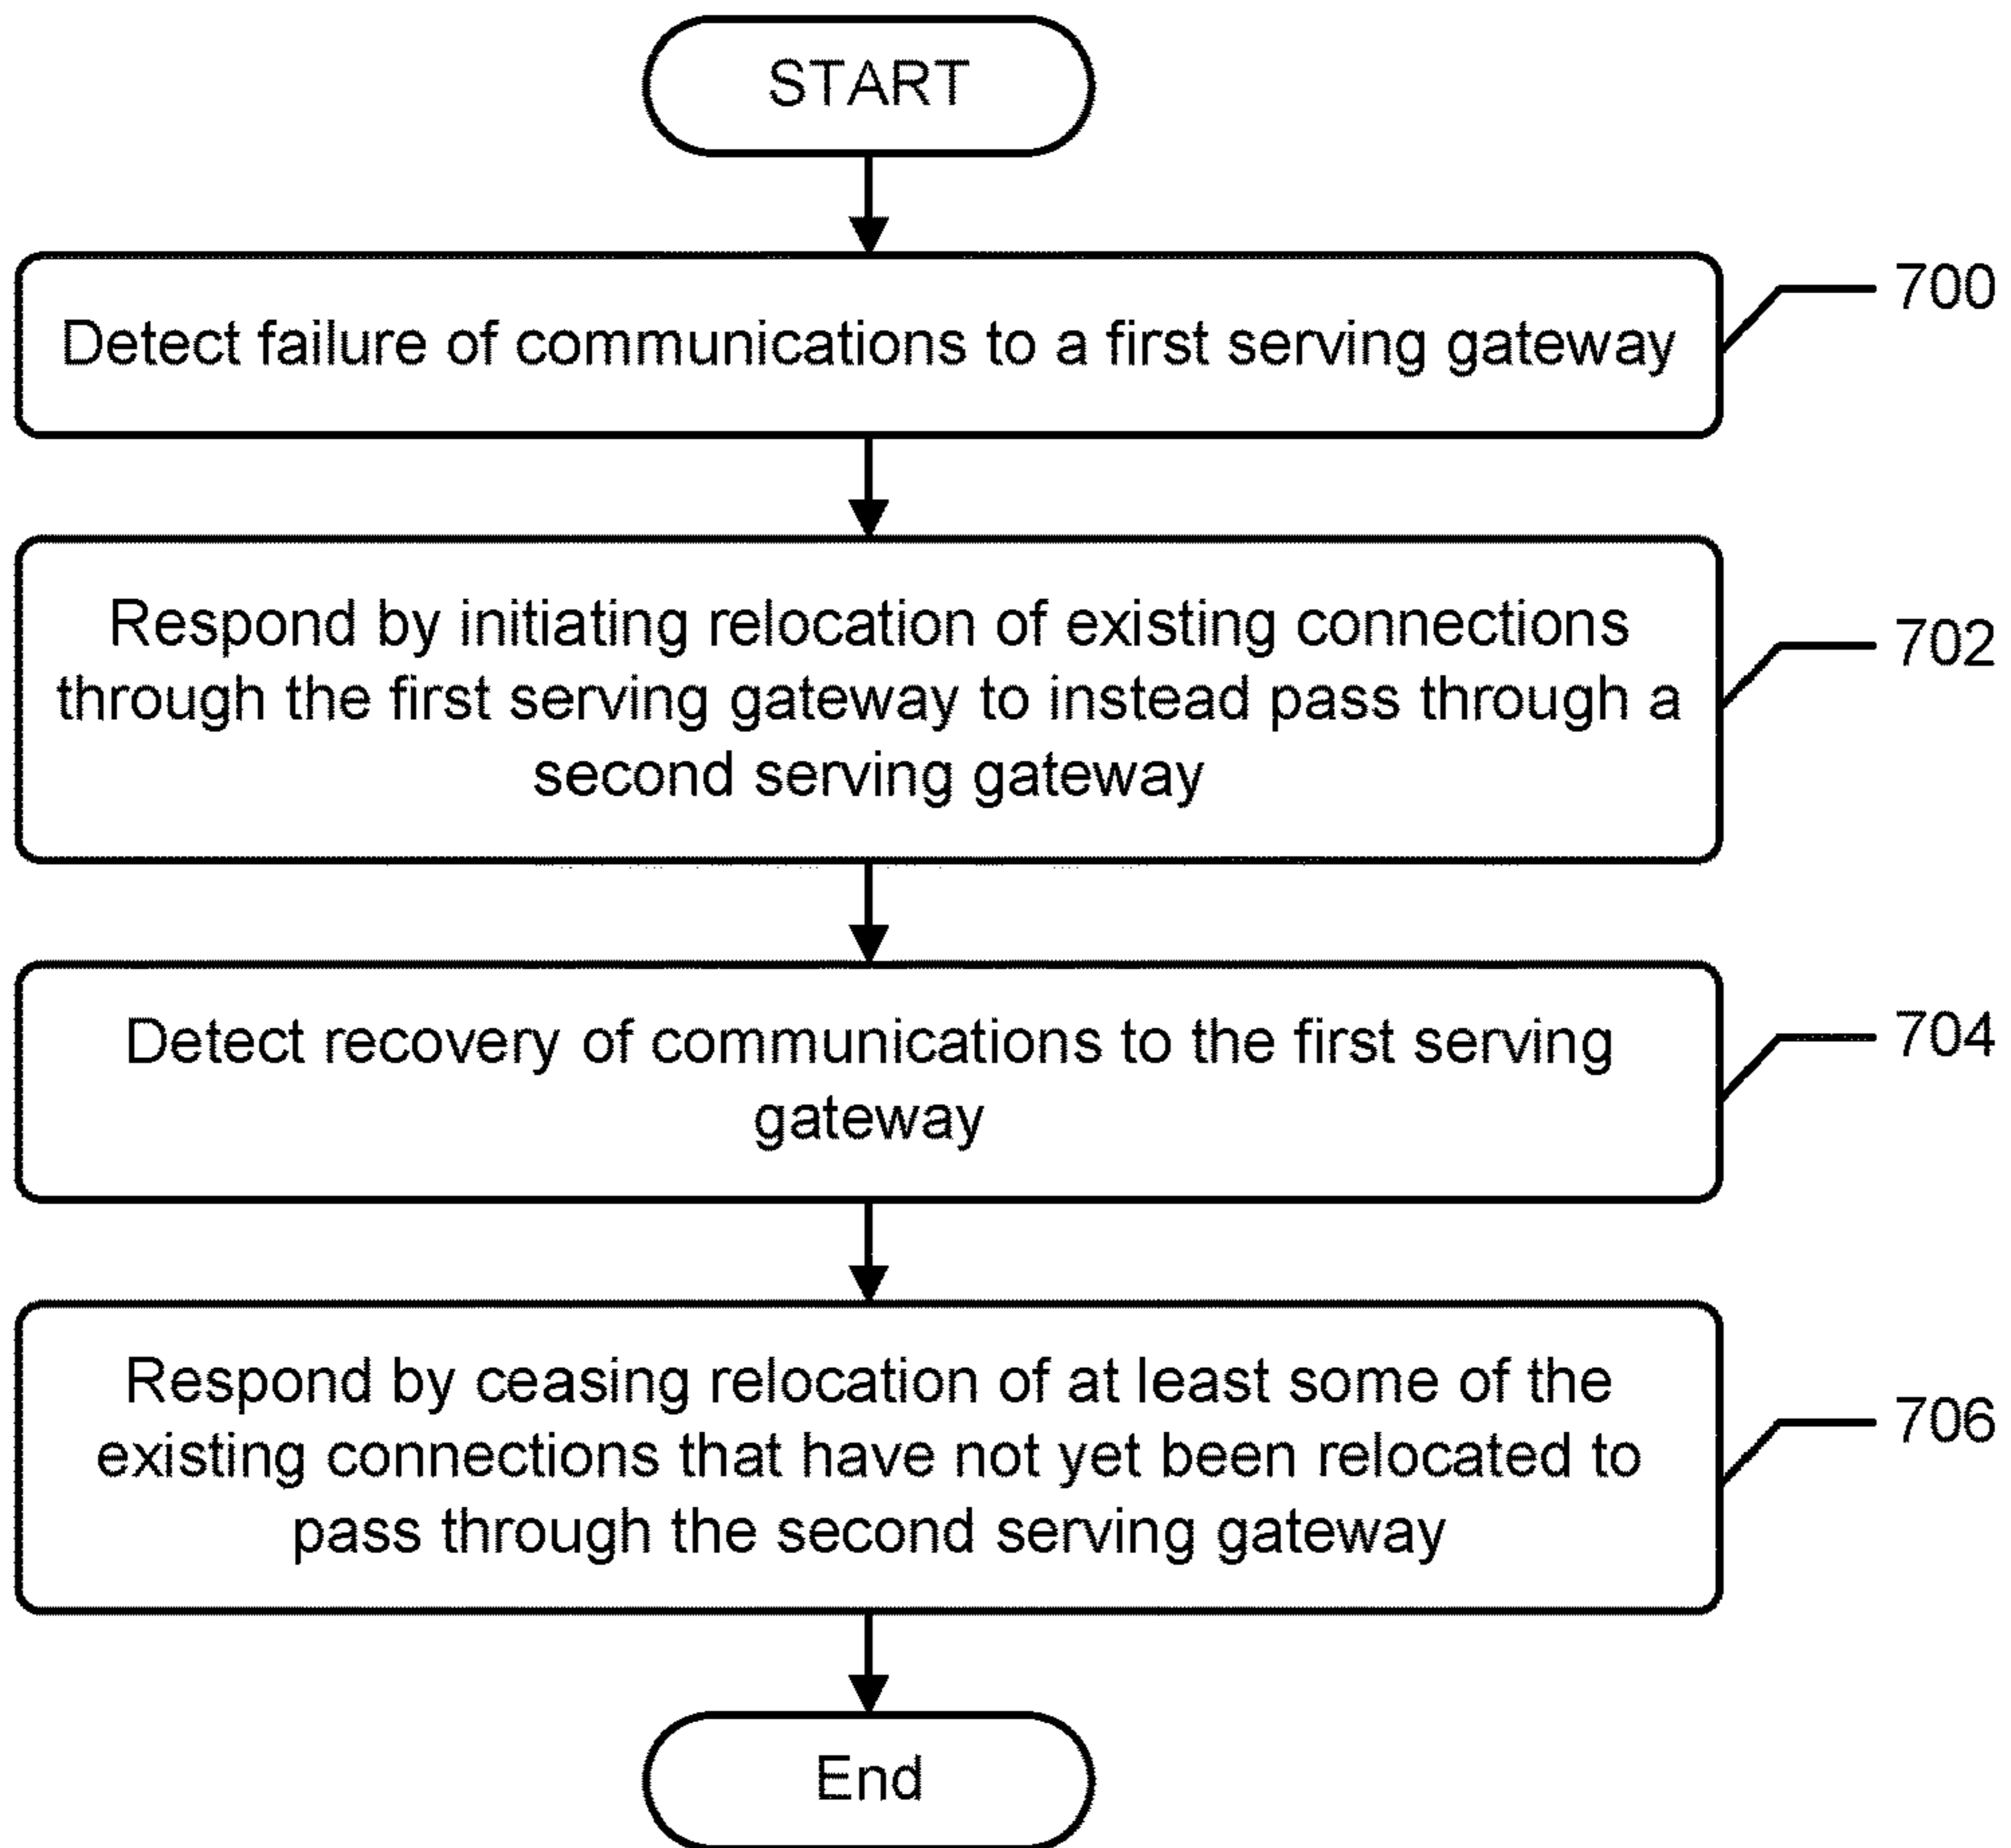 START
Detect failure of communications to a first serving gateway
700
Respond by initiating relocation of existing connections
through the first serving gateway to instead pass through a
second serving gateway
702
Detect recovery of communications to the first serving
gateway
704
Respond by ceasing relocation of at least some of the
existing connections that have not yet been relocated to
pass through the second serving gateway
706
End